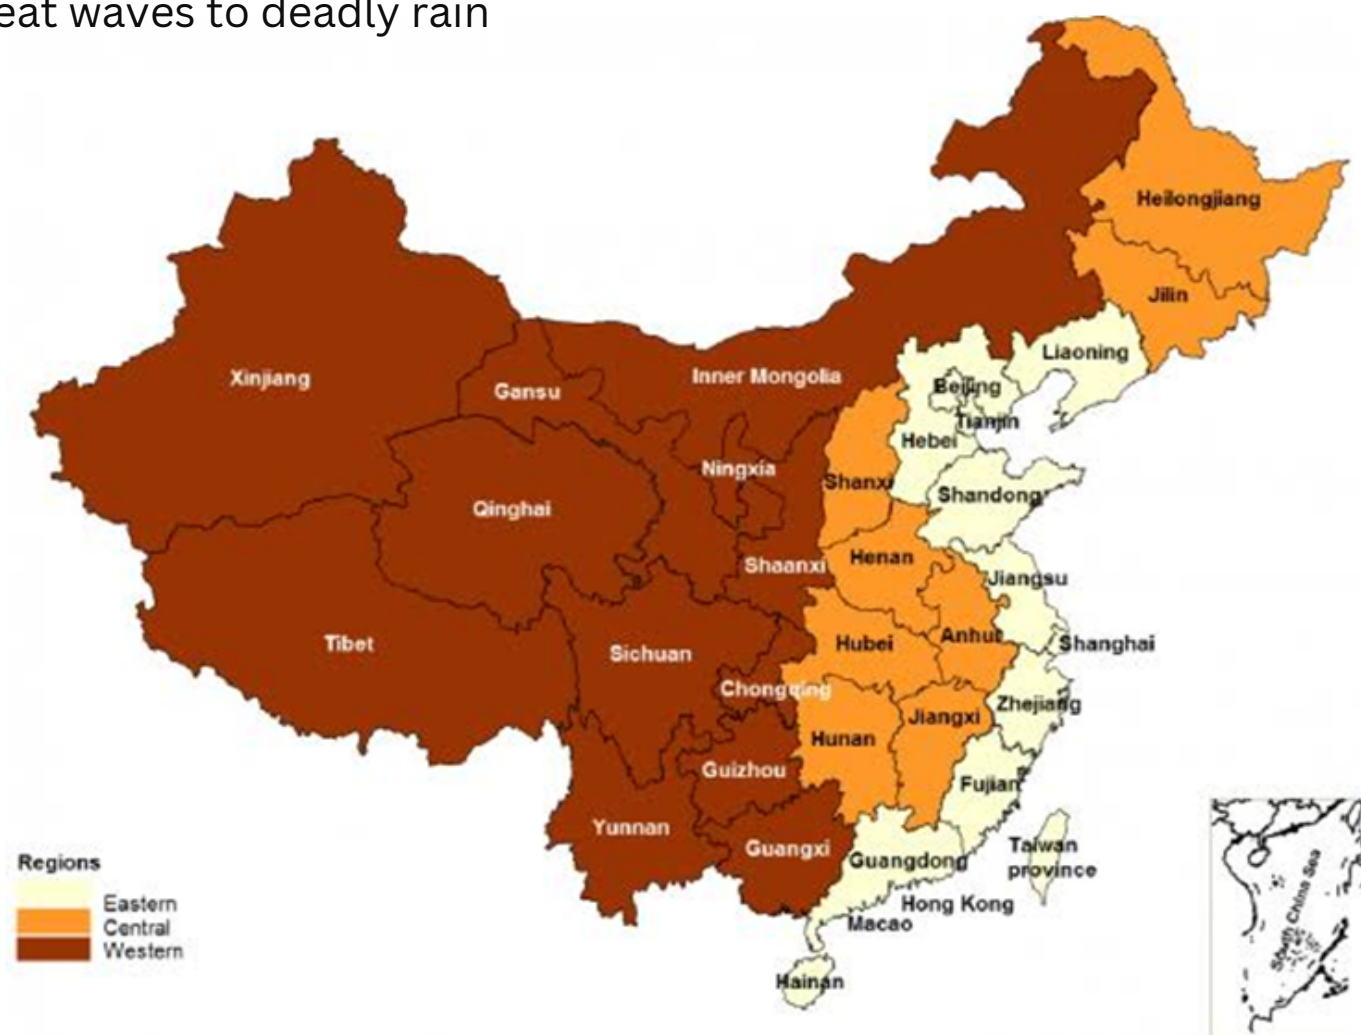 eat waves to deadly rain
Heilongjiang
Jilin
Liaoning
Xinjiang
Gansu
Inner Mongolia
Beijing
Tianjin
Hebei
Ningxia
Shanxi
Shandong
Qinghai
Shaanxi
Henan
Jiangsu
Tibet
Sichuan
Hubei
Anhui
Shanghai
Chongqing
Zhejiang
Jiangxi
Hunan
Guizhou
Fujian
Yunnan
Guangxi
Guangdong
Taiwan
province
Hong Kong
Macao
Hainan
Regions
Eastern
Central
Western
South China Sea